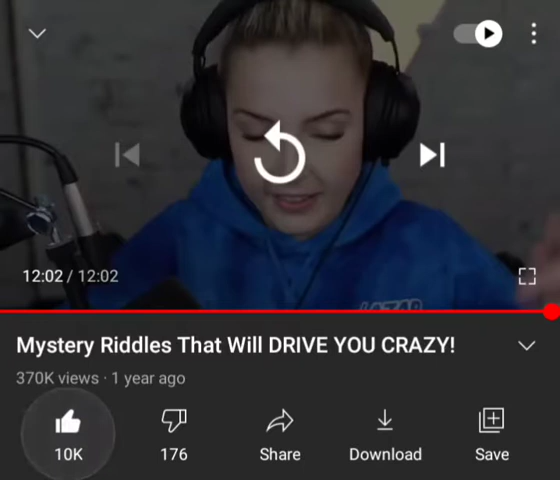 12:02 / 12:02
Mystery Riddles That Will DRIVE YOU CRAZY!
370K views · 1 year ago
10K 176 Share Download Save